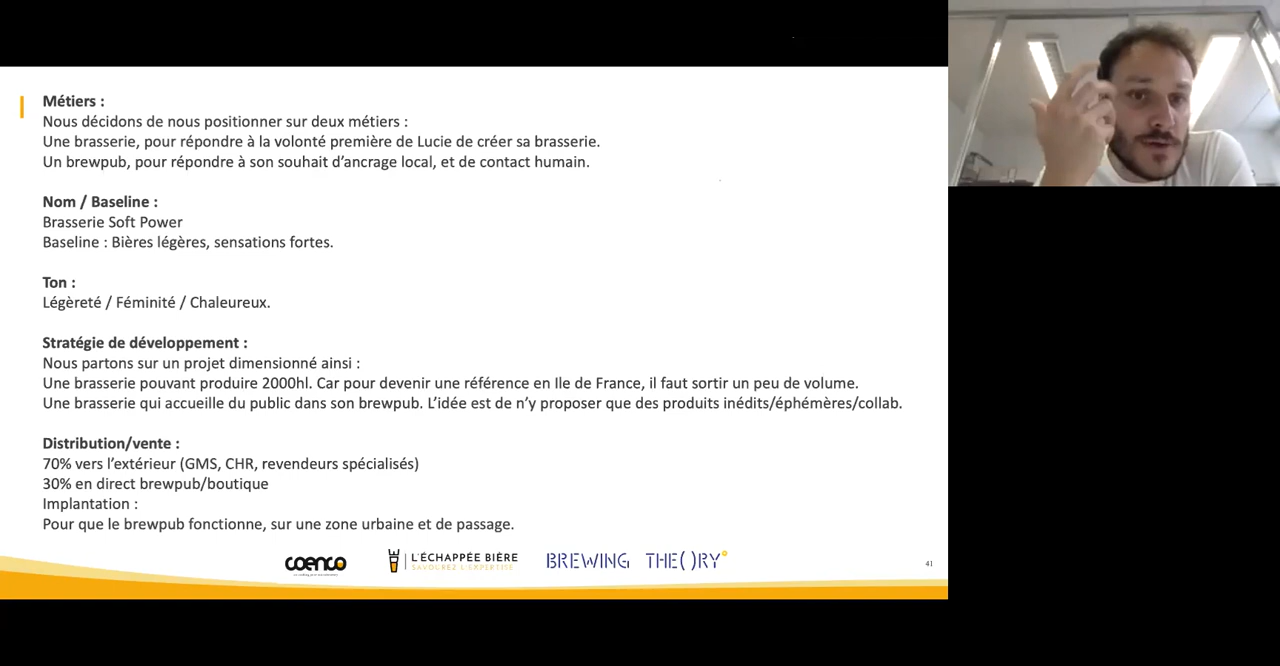 Métiers :
Nous décidons de nous positionner sur deux métiers :
Une brasserie, pour répondre à la volonté première de Lucie de créer sa brasserie.
Un brewpub, pour répondre à son souhait d'ancrage local, et de contact humain.
Nom / Baseline :
Brasserie Soft Power
Baseline : Bières légères, sensations fortes.
Ton :
Légèreté / Féminité / Chaleureux.
Stratégie de développement :
Nous partons sur un projet dimensionné ainsi :
Une brasserie pouvant produire 2000hl. Car pour devenir une référence en Ile de France, il faut sortir un peu de volume.
Une brasserie qui accueille du public dans son brewpub. L'idée est de n'y proposer que des produits inédits/éphémères/collab.
Distribution/vente :
70% vers l'extérieur (GMS, CHR, revendeurs spécialisés)
30% en direct brewpub/boutique
Implantation :
Pour que le brewpub fonctionne, sur une zone urbaine et de passage.
coenco
L'ÉCHAPPÉE BIÈRE
SAVOUREZ L'EXPERTISE
BREWING THE( )RY
41